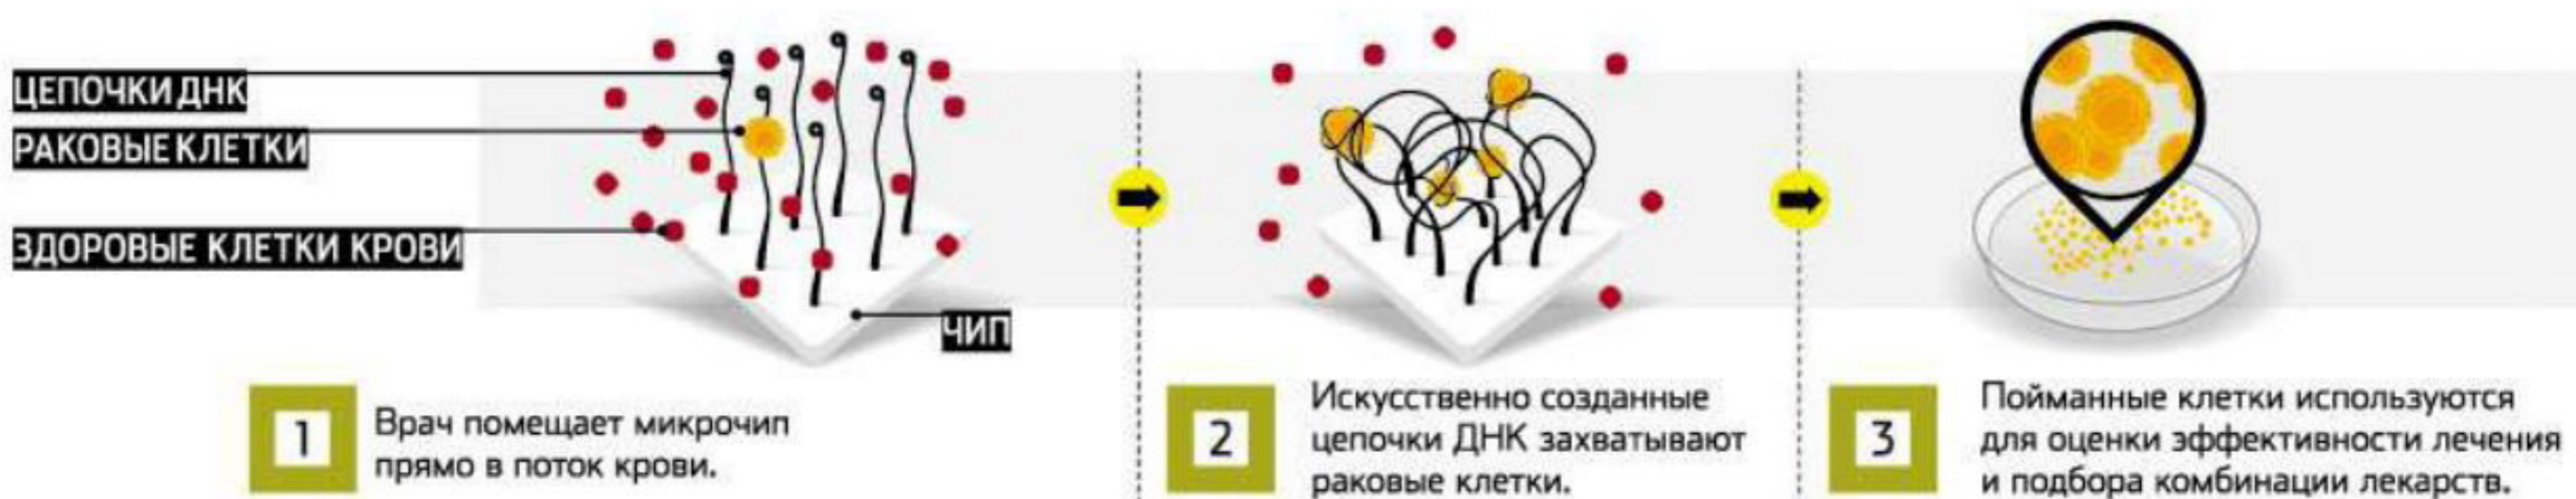 ЦЕПОЧКИ ДНК
РАКОВЫЕ КЛЕТКИ
ЗДОРОВЫЕ КЛЕТКИ КРОВИ
ЧИП
1
Врач помещает микрочип
прямо в поток крови.
2
Искусственно созданные
цепочки ДНК захватывают
раковые клетки.
3
Пойманные клетки используются
для оценки эффективности лечения
и подбора комбинации лекарств.